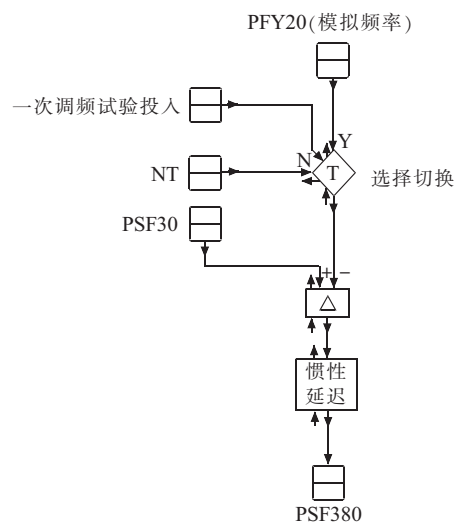 PFY20(模拟频率)
一次调频试验投入
Y
N
NT
T
选择切换
PSF30
+ −
△
惯性
延迟
PSF380